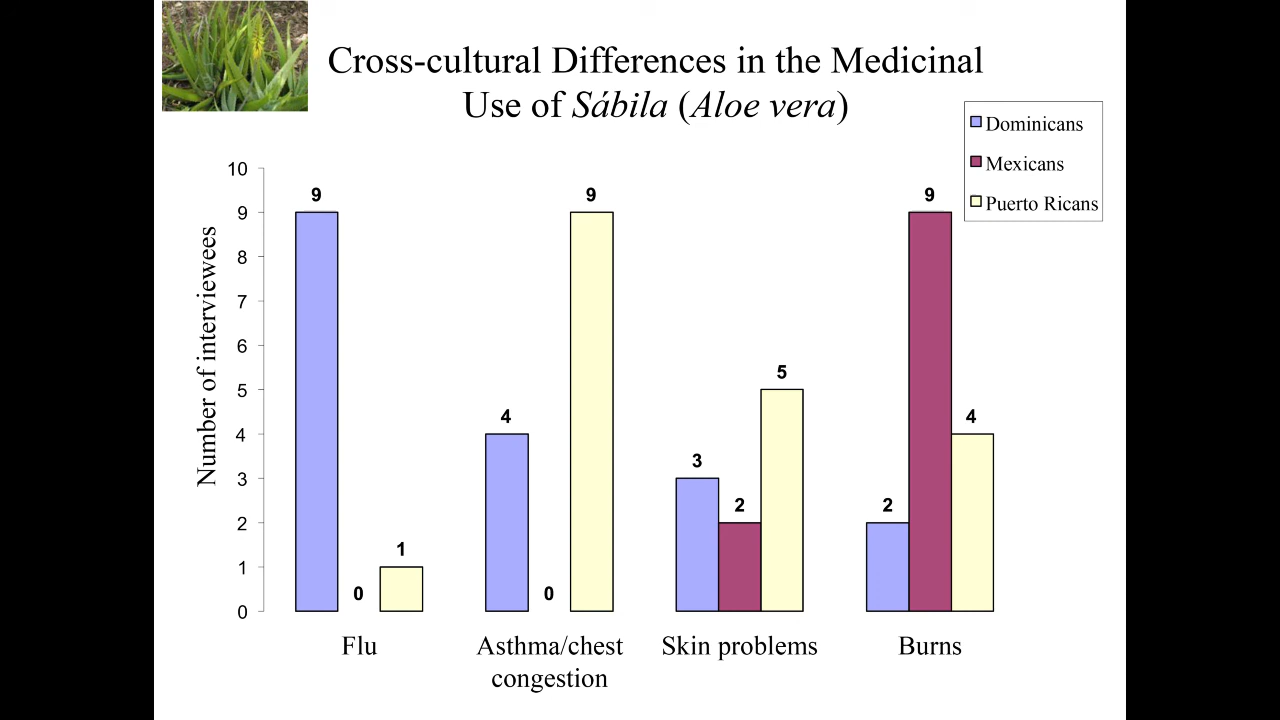 Cross-cultural Differences in the Medicinal
Use of Sábila (Aloe vera)
Dominicans
Mexicans
Puerto Ricans
Number of interviewees
10
9
8
7
6
5
4
3
2
1
0
9
0
1
4
0
9
3
2
5
2
9
4
Flu
Asthma/chest
congestion
Skin problems
Burns